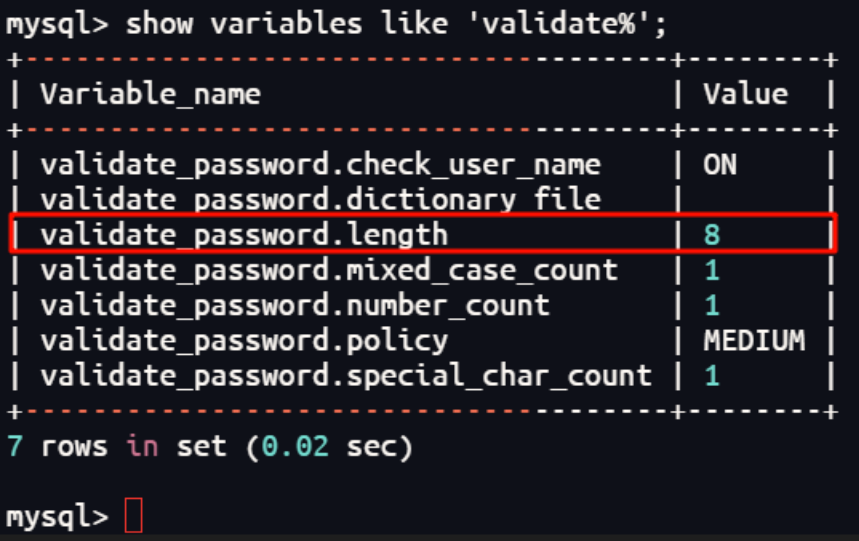 mysql> show variables like 'validate%';
+--------------------------------------+--------+
| Variable_name                        | Value  |
+--------------------------------------+--------+
| validate_password.check_user_name    | ON     |
| validate_password.dictionary_file    |        |
| validate_password.length             | 8      |
| validate_password.mixed_case_count   | 1      |
| validate_password.number_count       | 1      |
| validate_password.policy             | MEDIUM |
| validate_password.special_char_count | 1      |
+--------------------------------------+--------+
7 rows in set (0.02 sec)
mysql>